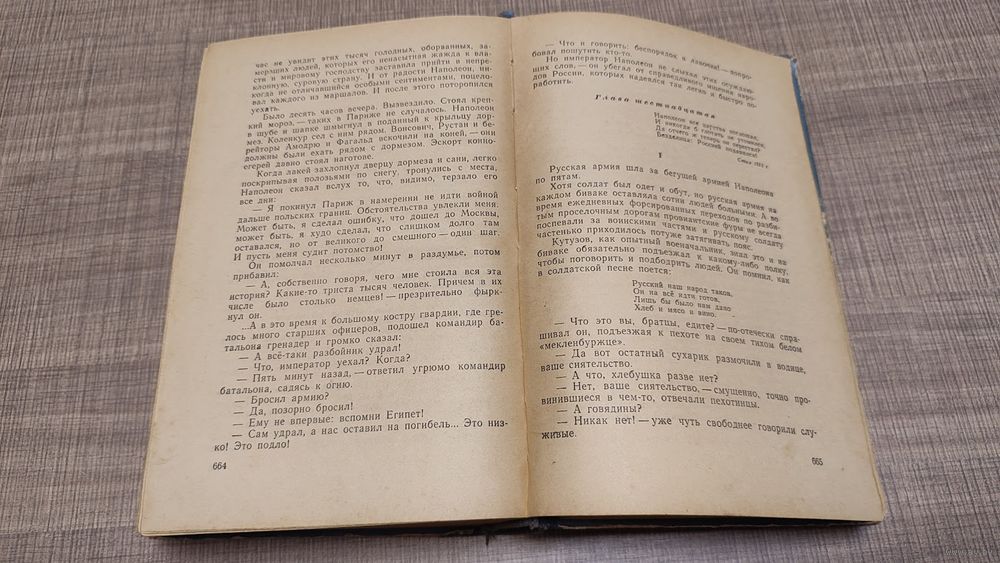 час не увидят этих тысяч голодных, оборванных, за-
мерзших людей, которых его ненасытная жажда к вла-
сти и мировому господству заставила прийти в непре-
клонную, суровую страну. И от радости Наполеон, ни-
когда не отличавшийся особыми сентиментами, поцело-
вал каждого из маршалов. И после этого поторопился
уехать.
Было десять часов вечера. Вызвездило. Стоял креп-
кий мороз, — таких в Париже не случалось. Наполеон
в шубе и шапке шмыгнул в поданный к крыльцу дор-
мез. Коленкур сел с ним рядом. Вонсович, Рустан и бе-
рейторы Амодрю и Фагальд вскочили на коней, — они
должны были ехать рядом с дормезом. Эскорт конно-
егерей давно стоял наготове.
Когда лакей захлопнул дверцу дормеза и сани, легко
поскрипывая полозьями по снегу, тронулись с места,
Наполеон сказал вслух то, что, видимо, терзало его
все дни:
— Я покинул Париж в намерении не идти войной
дальше польских границ. Обстоятельства увлекли меня.
Может быть, я сделал ошибку, что дошел до Москвы,
может быть, я худо сделал, что слишком долго там
оставался, но от великого до смешного — один шаг.
И пусть меня судит потомство!
Он помолчал несколько минут в раздумье, потом
прибавил:
— А, собственно говоря, чего мне стоила вся эта
история? Какие-то триста тысяч человек. Причем в их
числе было столько немцев! — презрительно фырк-
нул он.
...А в это время к большому костру гвардии, где гре-
лось много старших офицеров, подошел командир ба-
тальона гренадер и громко сказал:
— А всё-таки разбойник удрал!
— Что, император уехал? Когда?
— Пять минут назад, — ответил угрюмо командир
батальона, садясь к огню.
— Бросил армию?
— Да, позорно бросил!
— Ему не впервые: вспомни Египет!
— Сам удрал, а нас оставил на погибель... Это низ-
ко! Это подло!
664
— Что и говорить: беспорядок в лавочке! — попро-
бовал пошутить кто-то.
Но император Наполеон не слыхал этих осуждаю-
щих слов, — он убегал от справедливого мщения наро-
дов России, которых надеялся так легко и быстро по-
работить.
Глава шестнадцатая
Наполеон все царства
И никогда б
Да отчего ж теперь он перестал?
Бездельица: Россией подавился!
I
Русская армия шла за бегущей армией Наполеона
по пятам.
Хотя солдат был одет и обут, но русская армия на
каждом биваке оставляла сотни людей больными. А во
время ежедневных форсированных переходов по разби-
тым проселочным дорогам провиантские фуры не всегда
поспевали за воинскими частями и русскому солдату
частенько приходилось потуже затягивать пояс.
Кутузов, как опытный военачальник, знал это и на
биваке обязательно подъезжал к какому-либо полку,
чтобы поговорить и подбодрить людей. Он помнил, как
в солдатской песне поется:
Русский наш народ таков,
Он на всё идти готов,
Лишь бы было нам дано
Хлеб и мясо и вино.
— Что это вы, братцы, едите? — по-отечески спра-
шивал он, подъезжая к пехоте на своем тихом белом
«мекленбуржце».
— Да вот остатный сухарик размочили в водице,
ваше сиятельство.
— А что, хлебушка разве нет?
— Нет, ваше сиятельство, — смущенно, точно про-
винившиеся в чем-то, отвечали пехотинцы.
— А говядины?
— Никак нет! — уже чуть свободнее говорили слу-
живые.
665